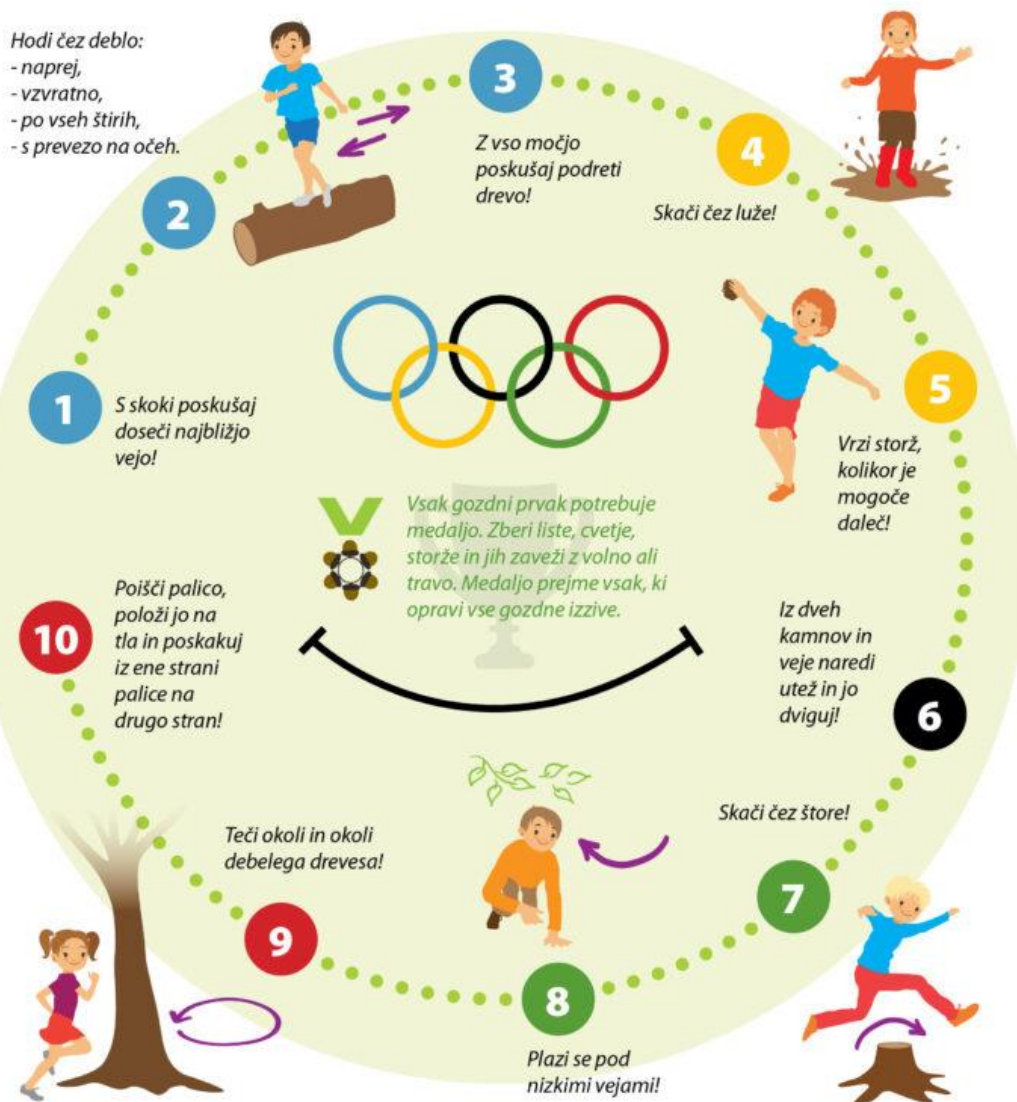 1
S skoki poskušaj
doseči najbližjo
vejo!
2
Hodi čez deblo:
- naprej,
- vzvratno,
- po vseh štirih,
- s prevezo na očeh.
3
Z vso močjo
poskušaj podreti
drevo!
4
Skači čez luže!
5
Vrzi storž,
kolikor je
mogoče
daleč!
6
Iz dveh
kamnov in
veje naredi
utež in jo
dviguj!
7
Skači čez štore!
8
Plazi se pod
nizkimi vejami!
9
Teči okoli in okoli
debelega drevesa!
10
Poišči palico,
položi jo na
tla in poskakuj
iz ene strani
palice na
drugo stran!
Vsak gozdni prvak potrebuje
medaljo. Zberi liste, cvetje,
storže in jih zaveži z volno ali
travo. Medaljo prejme vsak, ki
opravi vse gozdne izzive.